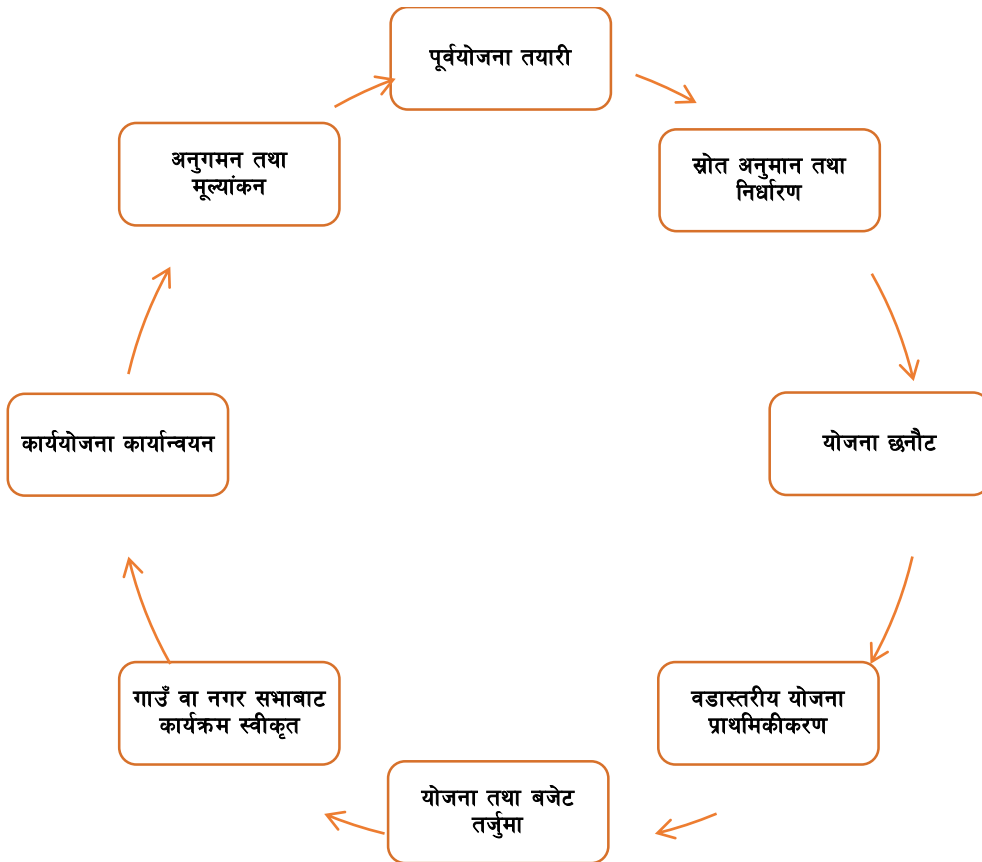 पूर्वयोजना तयारी
स्रोत अनुमान तथा
निर्धारण
योजना छनौट
वडास्तरीय योजना
प्राथमिकीकरण
योजना तथा बजेट
तर्जुमा
गाउँ वा नगर सभाबाट
कार्यक्रम स्वीकृत
कार्ययोजना कार्यान्वयन
अनुगमन तथा
मूल्यांकन